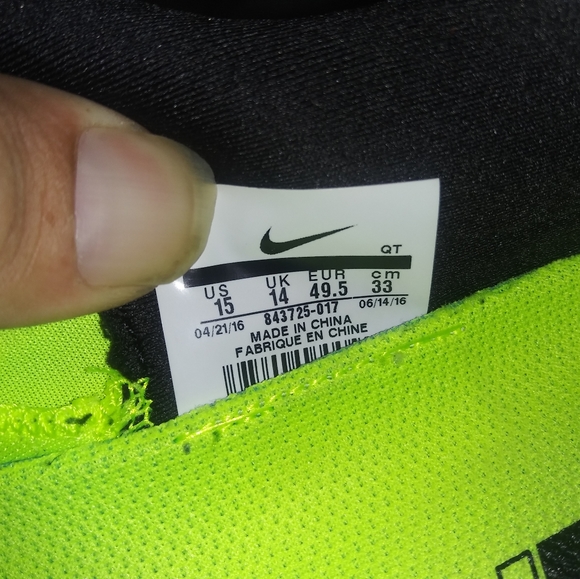 QT
US UK EUR cm
15 14 49.5 33
04/21/16 843725-017 06/14/16
MADE IN CHINA
FABRIQUE EN CHINE